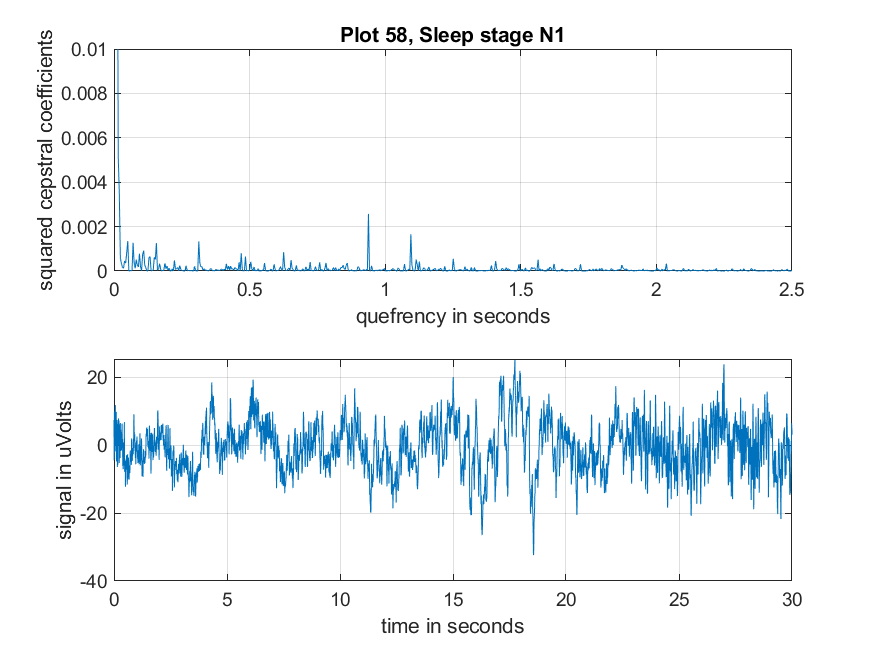 Plot 58, Sleep stage N1
squared cepstral coefficients
0.01
0.008
0.006
0.004
0.002
0
0 0.5 1 1.5 2 2.5
quefrency in seconds
signal in uVolts
20
0
-20
-40
0 5 10 15 20 25 30
time in seconds